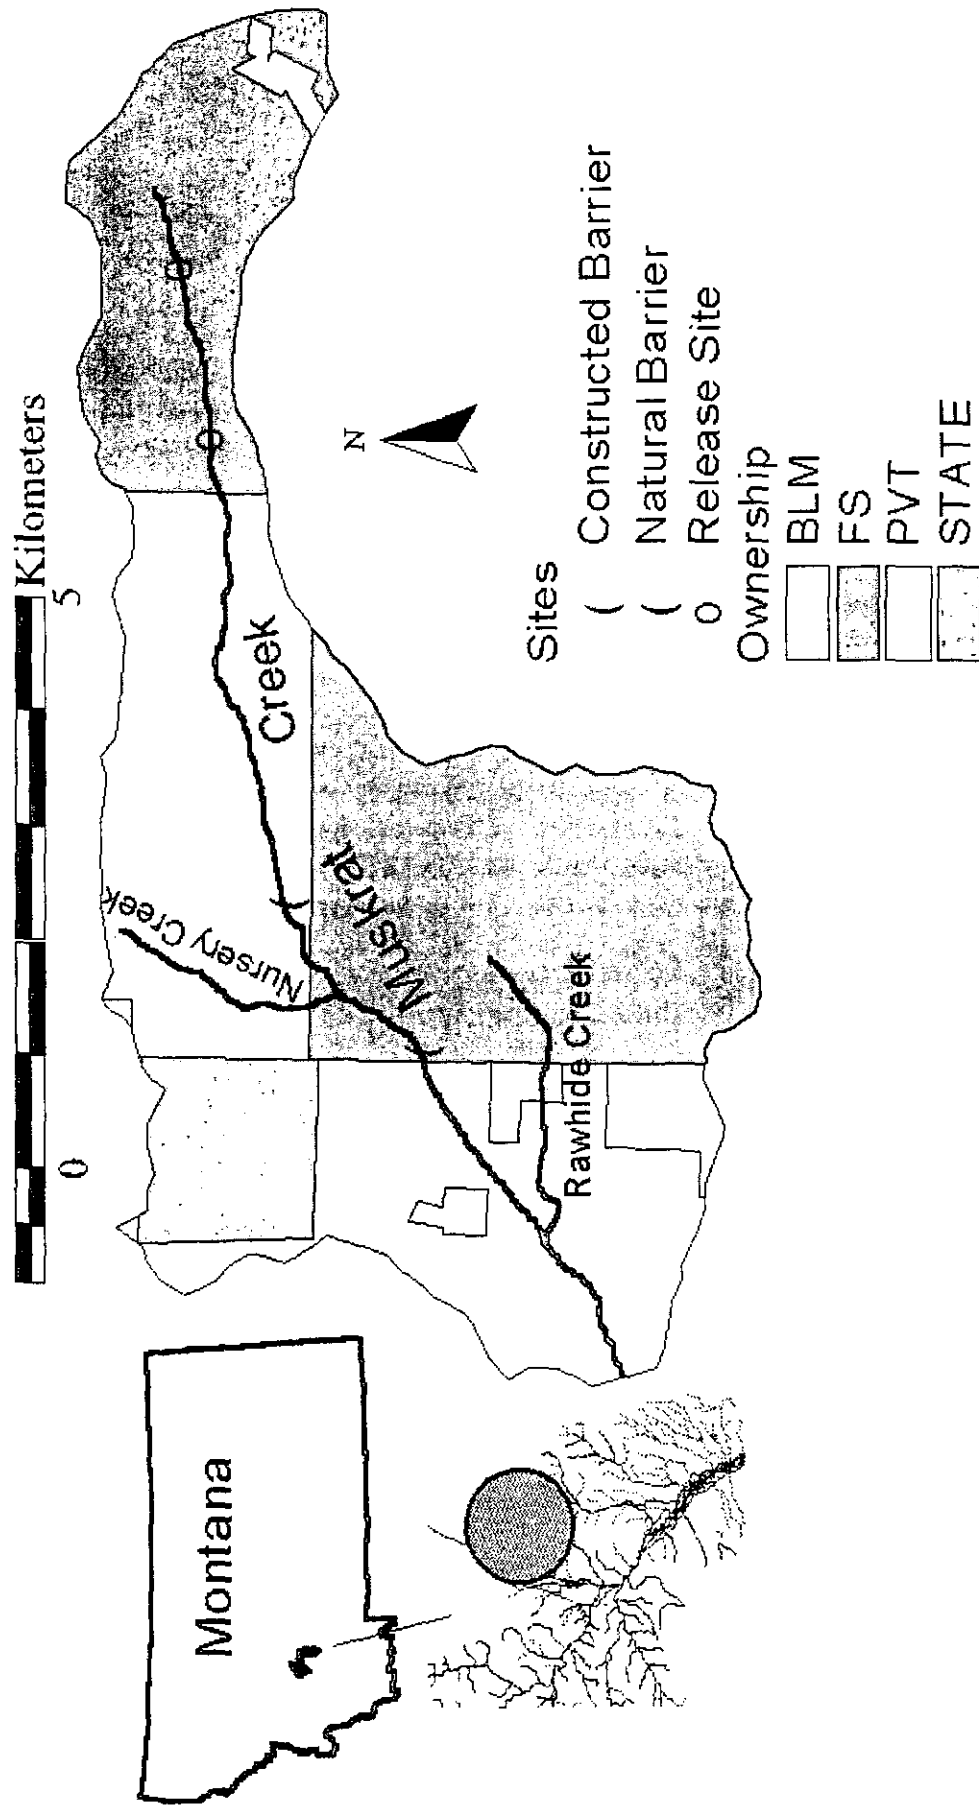 Montana
0
5
Kilometers
Nursery Creek
Muskrat
Creek
Rawhide Creek
N
Sites
( Constructed Barrier
( Natural Barrier
o Release Site
Ownership
BLM
FS
PVT
STATE